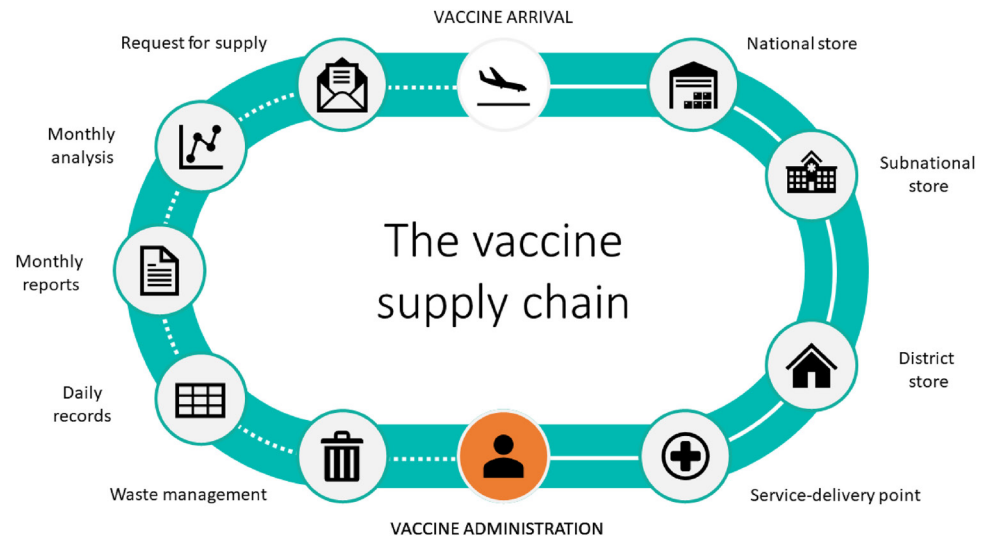 VACCINE ARRIVAL
Request for supply
National store
Monthly
analysis
Subnational
store
The vaccine
supply chain
Monthly
reports
District
store
Daily
records
Waste management
Service-delivery point
VACCINE ADMINISTRATION